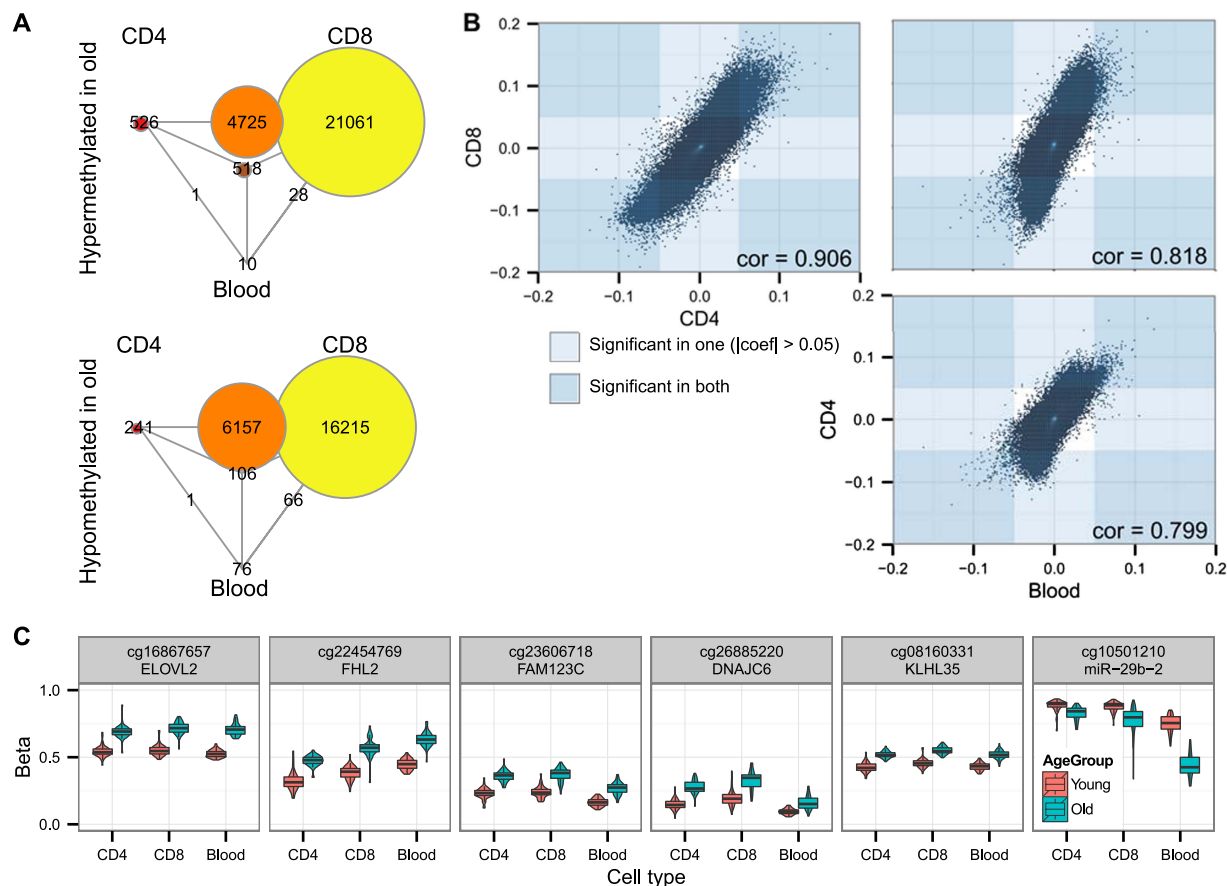 A
CD4
CD8
Hypermethylated in old
526
4725
21061
518
1
28
10
Blood
CD4
CD8
Hypomethylated in old
241
6157
16215
106
1
66
76
Blood
B
CD8
0.2
0.1
0.0
−0.1
−0.2
cor = 0.906
−0.2
−0.1
0.0
0.1
CD4
cor = 0.818
Significant in one (|coef| > 0.05)
Significant in both
CD4
0.2
0.1
0.0
−0.1
−0.2
cor = 0.799
−0.2
−0.1
0.0
0.1
0.2
Blood
C
cg16867657
ELOVL2
cg22454769
FHL2
cg23606718
FAM123C
cg26885220
DNAJC6
cg08160331
KLHL35
cg10501210
miR−29b−2
Beta
1.0
0.5
0.0
AgeGroup
Young
Old
CD4 CD8 Blood
CD4 CD8 Blood
CD4 CD8 Blood
CD4 CD8 Blood
CD4 CD8 Blood
CD4 CD8 Blood
Cell type